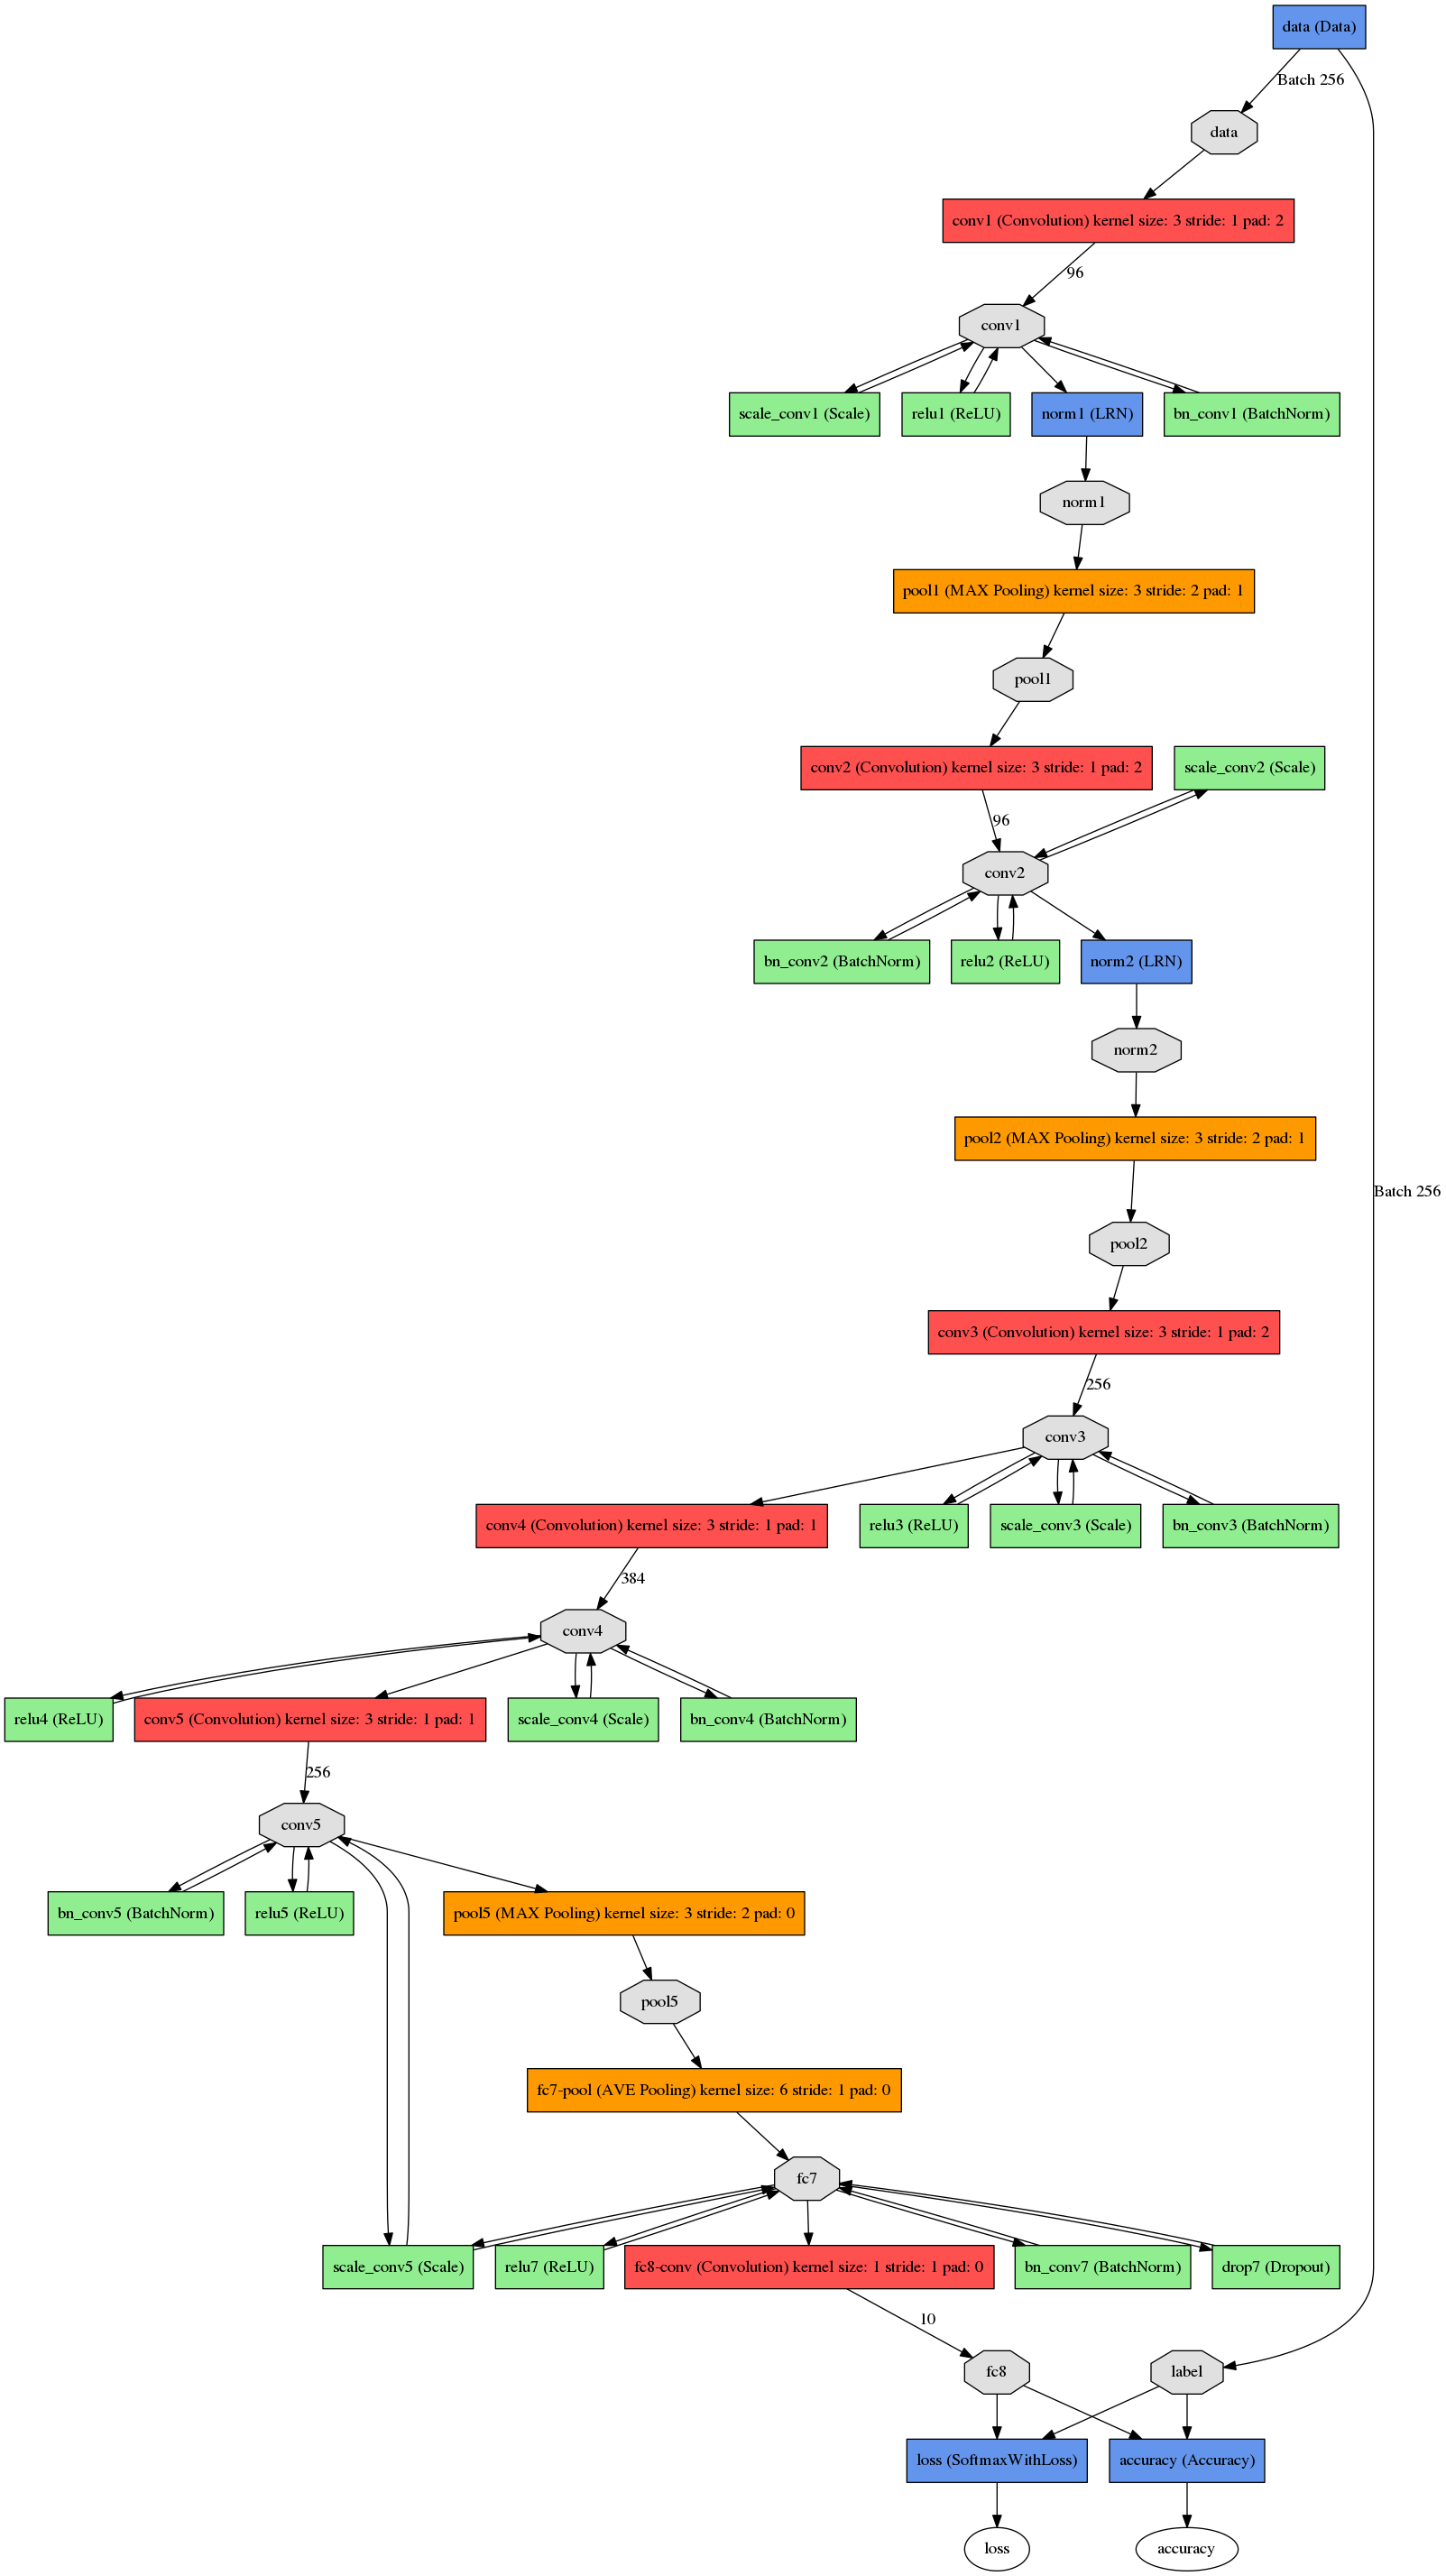 data (Data)
Batch 256
data
conv1 (Convolution) kernel size: 3 stride: 1 pad: 2
96
conv1
scale_conv1 (Scale)
relu1 (ReLU)
norm1 (LRN)
bn_conv1 (BatchNorm)
norm1
pool1 (MAX Pooling) kernel size: 3 stride: 2 pad: 1
pool1
conv2 (Convolution) kernel size: 3 stride: 1 pad: 2
scale_conv2 (Scale)
96
conv2
bn_conv2 (BatchNorm)
relu2 (ReLU)
norm2 (LRN)
norm2
pool2 (MAX Pooling) kernel size: 3 stride: 2 pad: 1
Batch 256
pool2
conv3 (Convolution) kernel size: 3 stride: 1 pad: 2
256
conv3
conv4 (Convolution) kernel size: 3 stride: 1 pad: 1
relu3 (ReLU)
scale_conv3 (Scale)
bn_conv3 (BatchNorm)
384
conv4
relu4 (ReLU)
conv5 (Convolution) kernel size: 3 stride: 1 pad: 1
scale_conv4 (Scale)
bn_conv4 (BatchNorm)
256
conv5
bn_conv5 (BatchNorm)
relu5 (ReLU)
pool5 (MAX Pooling) kernel size: 3 stride: 2 pad: 0
pool5
fc7-pool (AVE Pooling) kernel size: 6 stride: 1 pad: 0
fc7
scale_conv5 (Scale)
relu7 (ReLU)
fc8-conv (Convolution) kernel size: 1 stride: 1 pad: 0
bn_conv7 (BatchNorm)
drop7 (Dropout)
10
fc8
label
loss (SoftmaxWithLoss)
accuracy (Accuracy)
loss
accuracy